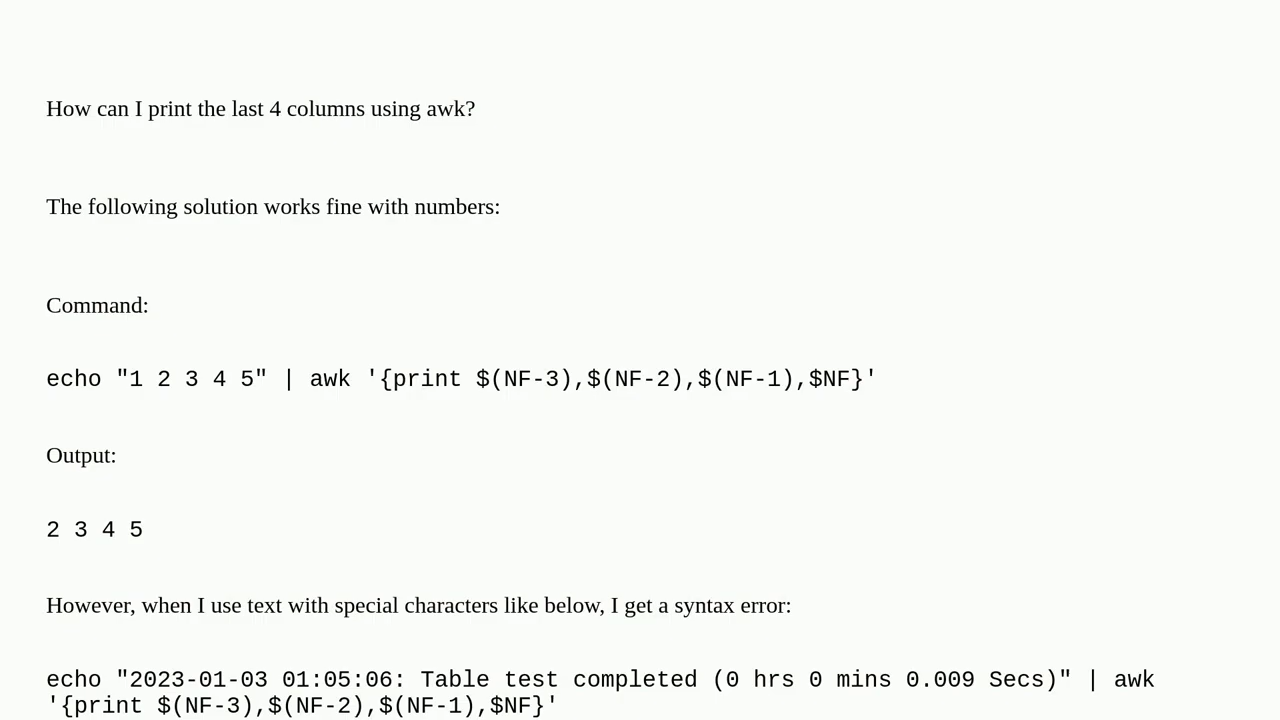 How can I print the last 4 columns using awk?
The following solution works fine with numbers:
Command:
echo "1 2 3 4 5" | awk '{print $(NF-3),$(NF-2),$(NF-1),$NF}'
Output:
2 3 4 5
However, when I use text with special characters like below, I get a syntax error:
echo "2023-01-03 01:05:06: Table test completed (0 hrs 0 mins 0.009 Secs)" | awk
'{print $(NF-3),$(NF-2),$(NF-1),$NF}'